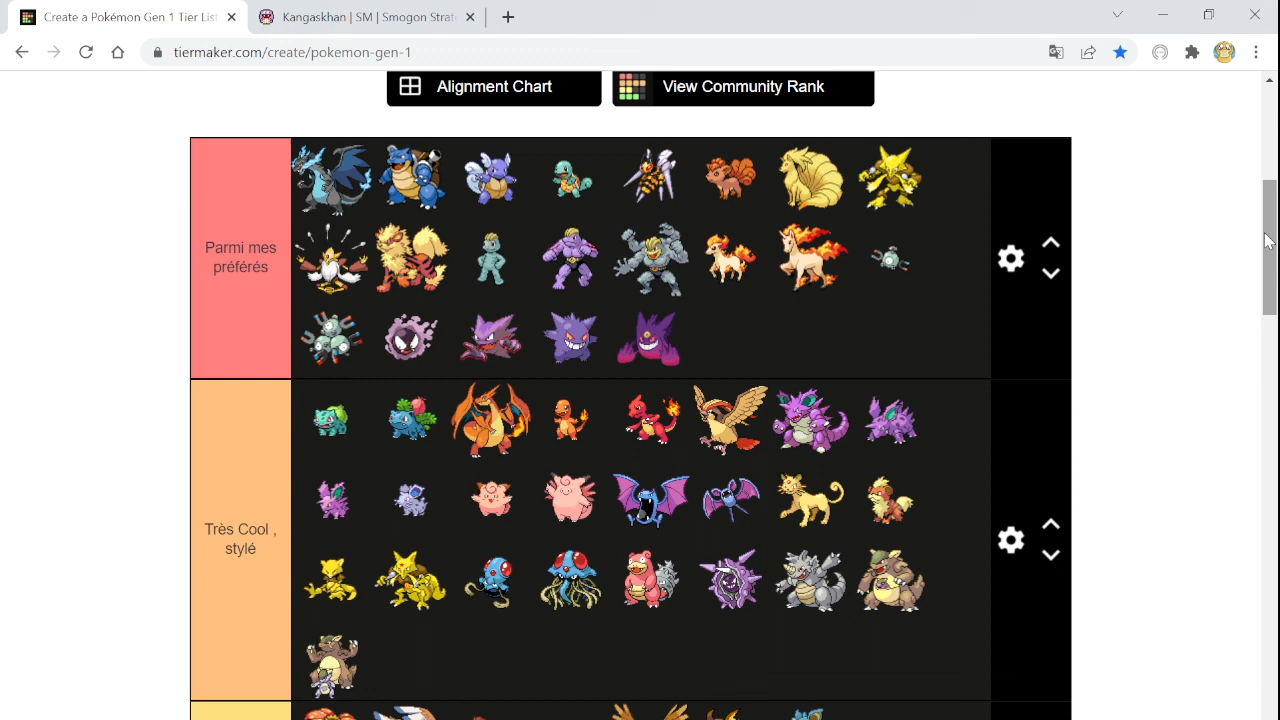 Create a Pokémon Gen 1 Tier List
Kangaskhan | SM | Smogon Strat
tiermaker.com/create/pokemon-gen-1
Alignment Chart
View Community Rank
Parmi mes
préférés
Très Cool ,
stylé